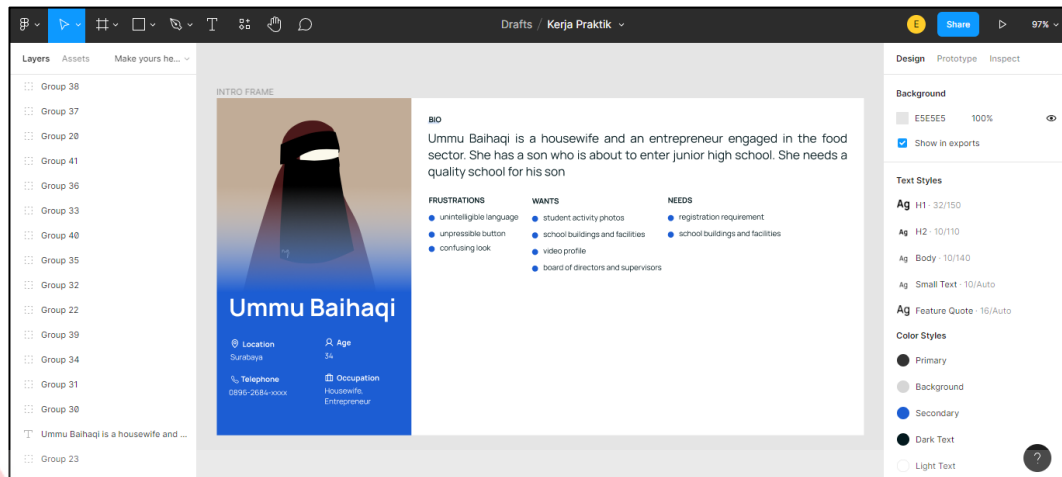 Drafts / Kerja Praktik
E
Share
97%
Layers Assets Make yours he...
Group 38
Group 37
Group 20
Group 41
Group 36
Group 33
Group 40
Group 35
Group 32
Group 22
Group 39
Group 34
Group 31
Group 30
Ummu Baihaqi is a housewife and ...
Group 23
INTRO FRAME
Ummu Baihaqi
Location
Surabaya
Age
34
Telephone
0896-2684-xxxx
Occupation
Housewife,
Entrepreneur
BIO
Ummu Baihaqi is a housewife and an entrepreneur engaged in the food
sector. She has a son who is about to enter junior high school. She needs a
quality school for his son
FRUSTRATIONS
unintelligible language
unpressible button
confusing look
WANTS
student activity photos
school buildings and facilities
video profile
board of directors and supervisors
NEEDS
registration requirement
school buildings and facilities
Design Prototype Inspect
Background
E5E5E5 100%
Show in exports
Text Styles
Ag H1 · 32/150
Ag H2 · 10/110
Ag Body · 10/140
Ag Small Text · 10/Auto
Ag Feature Quote · 16/Auto
Color Styles
Primary
Background
Secondary
Dark Text
Light Text
?